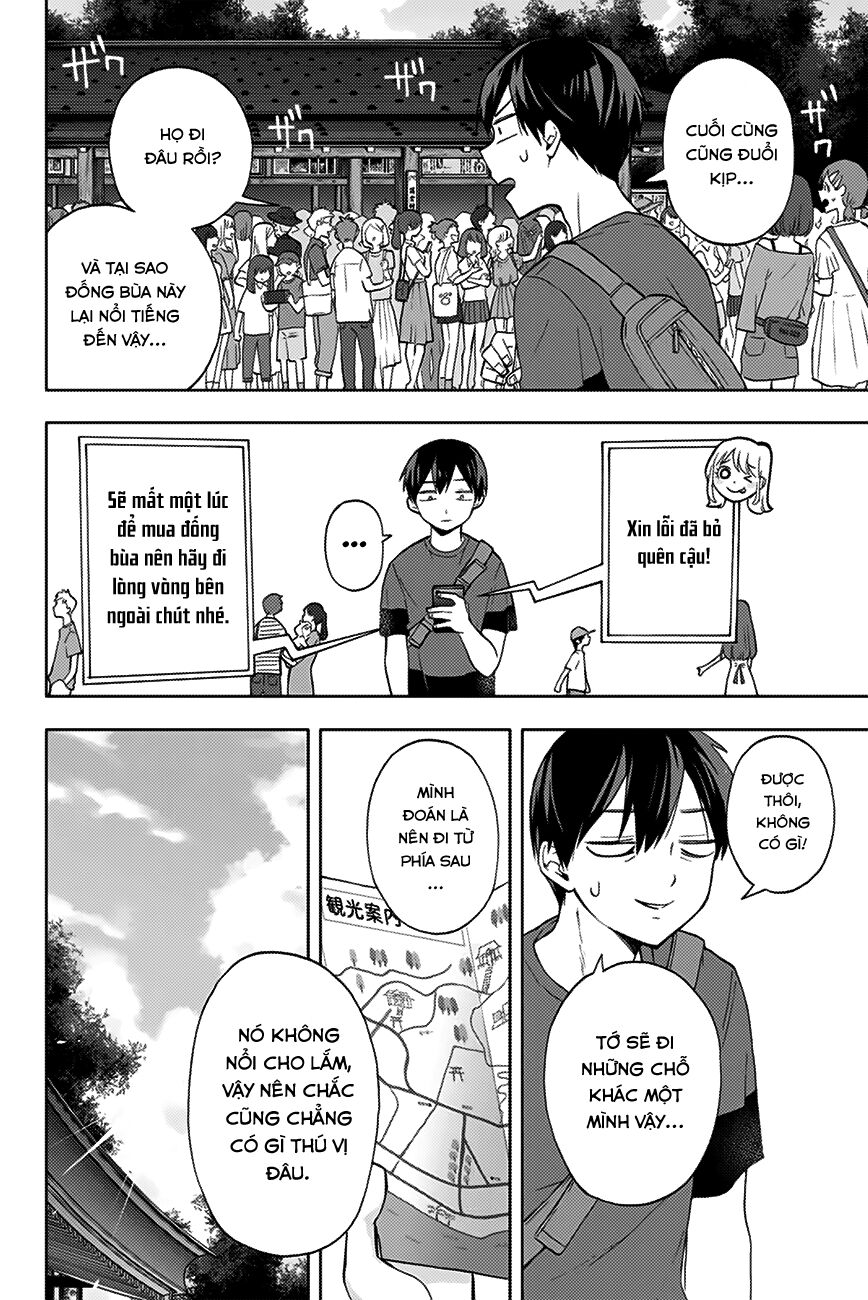 CUỐI CÙNG
CŨNG ĐUỔI
KỊP...
ザワ
ザワ
ザワ
ザワ
HỌ ĐI
ĐÂU RỒI?
VÀ TẠI SAO
ĐỐNG BÙA NÀY
LẠI NỔI TIẾNG
ĐẾN VẬY...
Xin lỗi đã bỏ
quên cậu!
...
Sẽ mất một lúc
để mua đống
bùa nên hãy đi
lòng vòng bên
ngoài chút nhé.
ĐƯỢC
THÔI,
KHÔNG
CÓ GÌ!
TỚ SẼ ĐI
NHỮNG CHỖ
KHÁC MỘT
MÌNH VẬY...
MÌNH
ĐOÁN LÀ
NÊN ĐI TỪ
PHÍA SAU
...
観光案内
NÓ KHÔNG
NỔI CHO LẮM,
VẬY NÊN CHẮC
CŨNG CHẲNG
CÓ GÌ THÚ VỊ
ĐÂU.